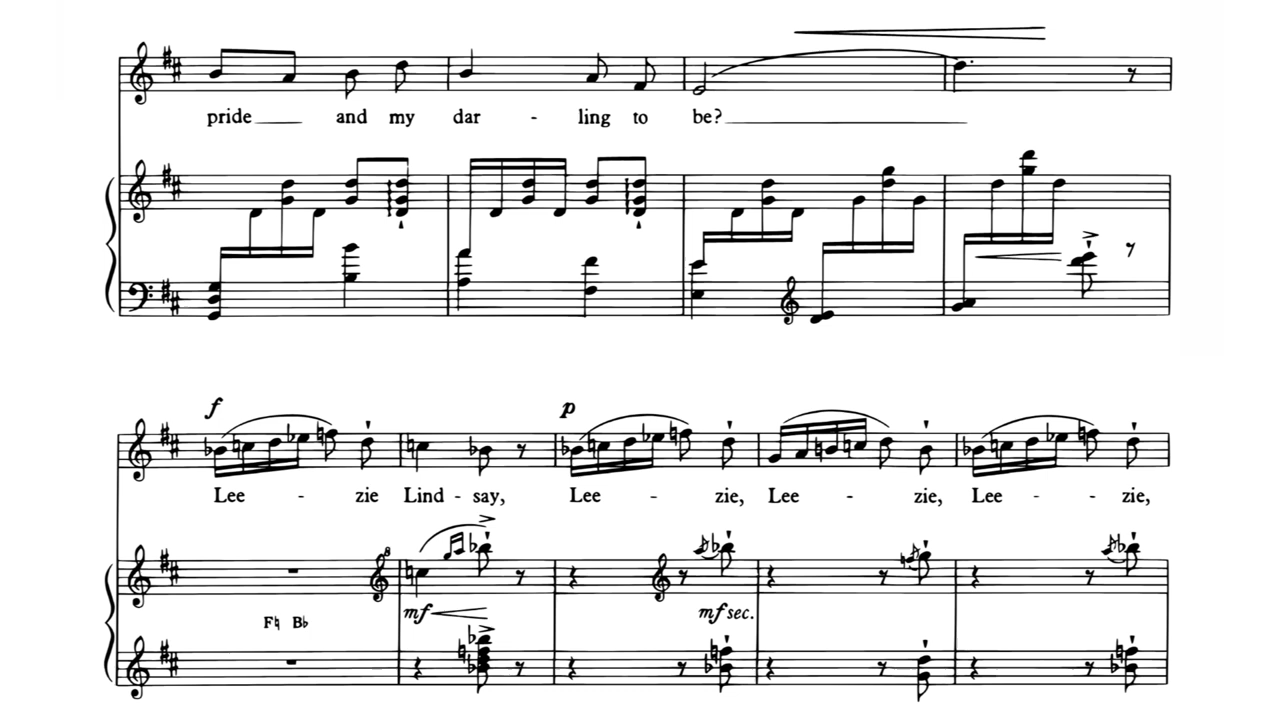 pride and my dar - ling to be?
f p
Lee - zie Lind - say, Lee - zie, Lee - zie, Lee - - zie,
8
mf mf sec.
F♮ B♭